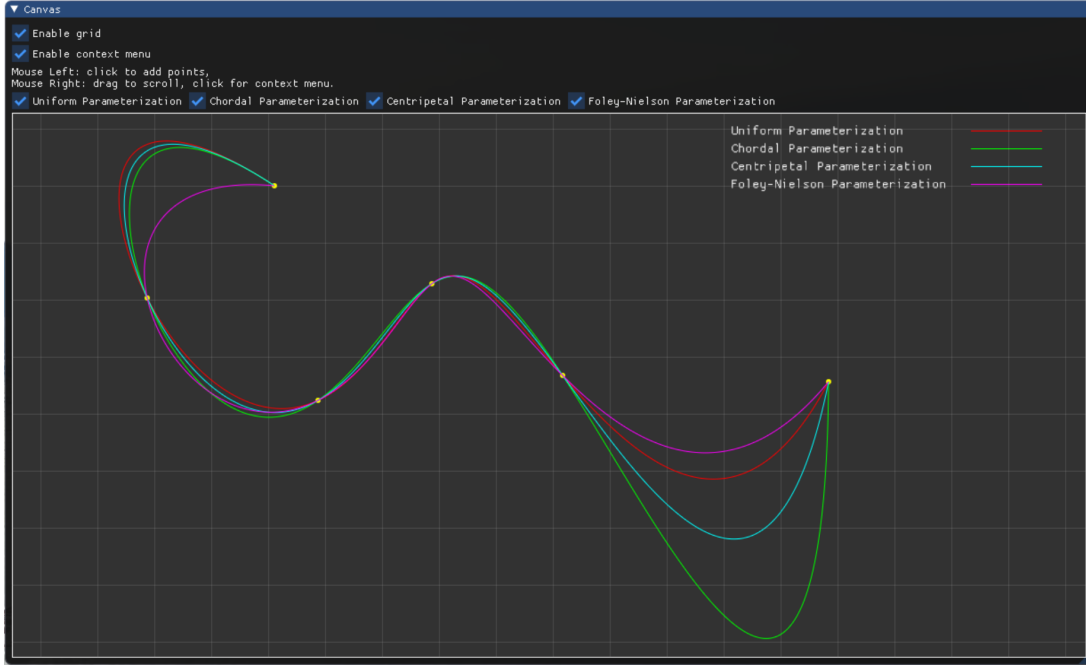 Canvas
Enable grid
Enable context menu
Mouse Left: click to add points,
Mouse Right: drag to scroll, click for context menu.
Uniform Parameterization Chordal Parameterization Centripetal Parameterization Foley-Nielson Parameterization
Uniform Parameterization
Chordal Parameterization
Centripetal Parameterization
Foley-Nielson Parameterization